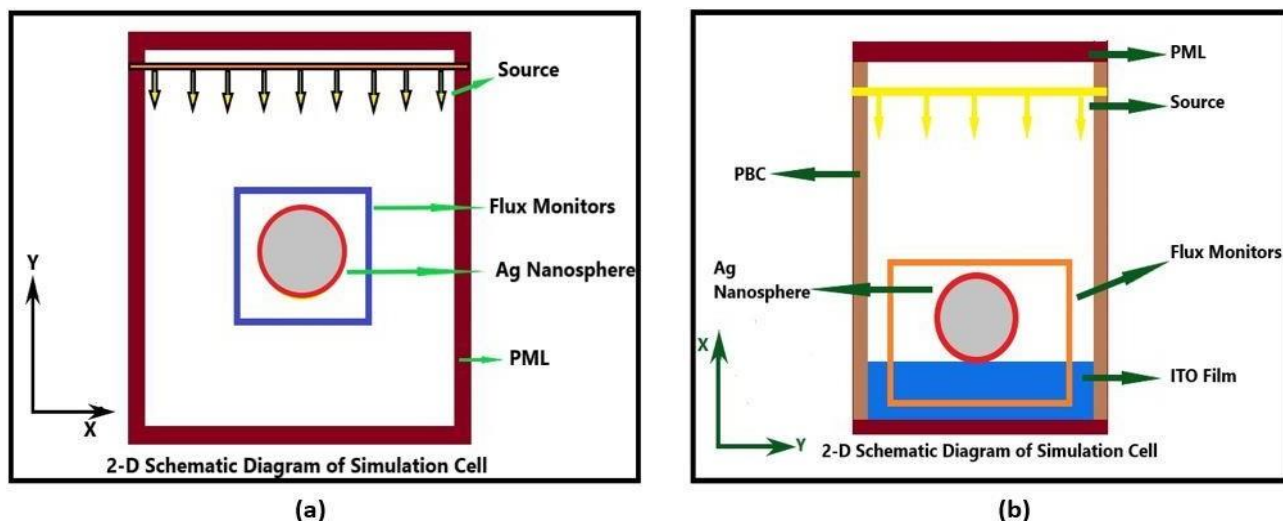 Source
Flux Monitors
Ag Nanosphere
PML
Y
X
2-D Schematic Diagram of Simulation Cell
(a)
PML
Source
PBC
Flux Monitors
Ag
Nanosphere
ITO Film
X
Y
2-D Schematic Diagram of Simulation Cell
(b)